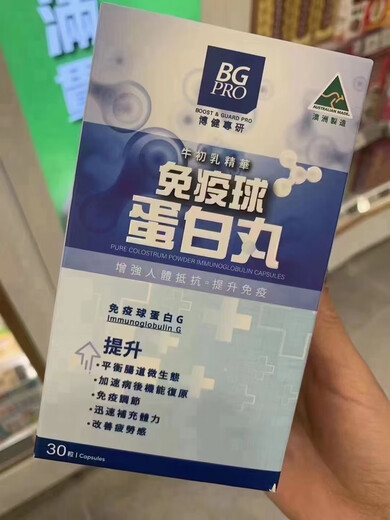 滿
BG
PRO
BOOST & GUARD PRO
博健專研
AUSTRALIAN MADE
澳洲製造
牛初乳精華
免疫球
蛋白丸
PURE COLOSTRUM POWDER IMMUNOGLOBULIN CAPSULES
增強人體抵抗•提升免疫
免疫球蛋白G
Immunoglobulin G
提升
•平衡腸道微生態
•加速病後機能復原
•免疫調節
•迅速補充體力
•改善疲勞感
30粒 | Capsules